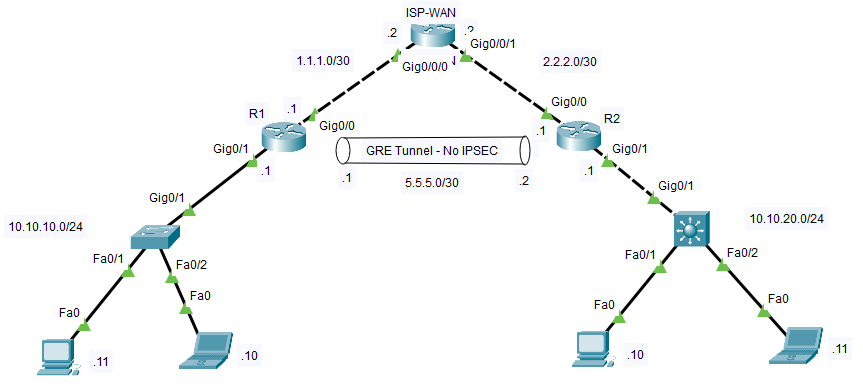 ISP-WAN
.2
.2
Gig0/0/1
Gig0/0/0
1.1.1.0/30
2.2.2.0/30
R1
.1
Gig0/0
Gig0/0
R2
.1
Gig0/1
.1
GRE Tunnel - No IPSEC
.1
5.5.5.0/30
.2
.1
Gig0/1
Gig0/1
Gig0/1
10.10.10.0/24
10.10.20.0/24
Fa0/1
Fa0/2
Fa0/1
Fa0/2
Fa0
Fa0
Fa0
Fa0
.11
.10
.10
.11